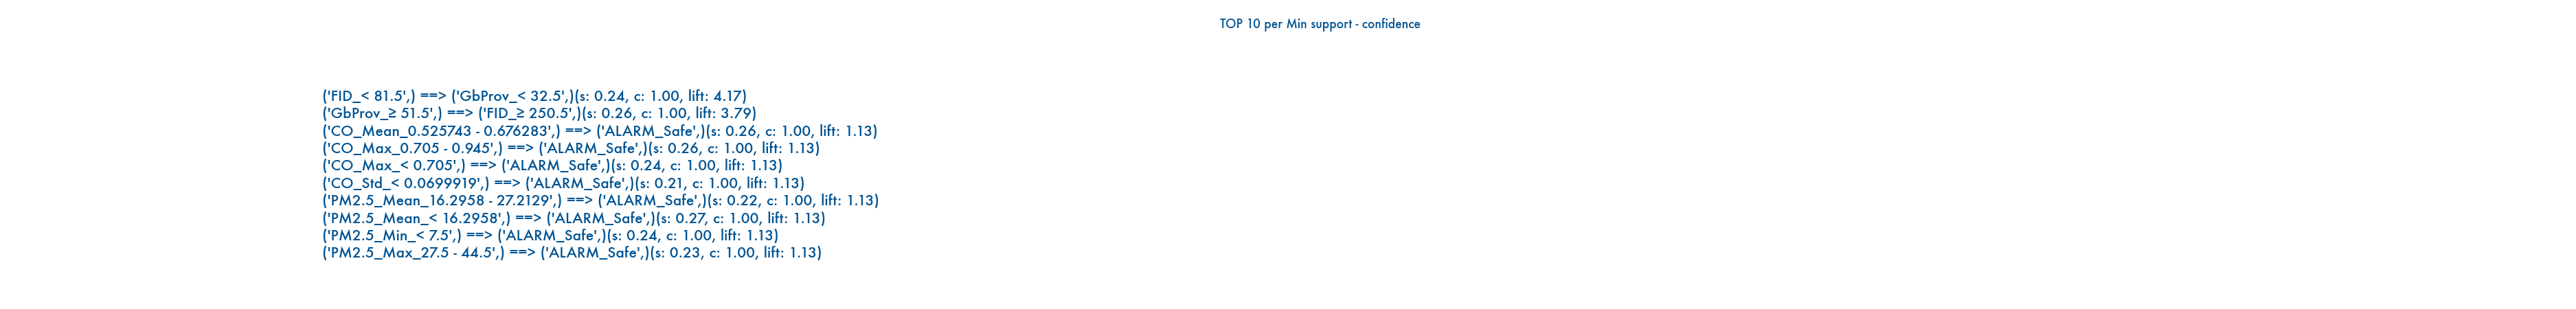 TOP 10 per Min support - confidence
('FID_< 81.5',) ==> ('GbProv_< 32.5',)(s: 0.24, c: 1.00, lift: 4.17)
('GbProv_≥ 51.5',) ==> ('FID_≥ 250.5',)(s: 0.26, c: 1.00, lift: 3.79)
('CO_Mean_0.525743 - 0.676283',) ==> ('ALARM_Safe',)(s: 0.26, c: 1.00, lift: 1.13)
('CO_Max_0.705 - 0.945',) ==> ('ALARM_Safe',)(s: 0.26, c: 1.00, lift: 1.13)
('CO_Max_< 0.705',) ==> ('ALARM_Safe',)(s: 0.24, c: 1.00, lift: 1.13)
('CO_Std_< 0.0699919',) ==> ('ALARM_Safe',)(s: 0.21, c: 1.00, lift: 1.13)
('PM2.5_Mean_16.2958 - 27.2129',) ==> ('ALARM_Safe',)(s: 0.22, c: 1.00, lift: 1.13)
('PM2.5_Mean_< 16.2958',) ==> ('ALARM_Safe',)(s: 0.27, c: 1.00, lift: 1.13)
('PM2.5_Min_< 7.5',) ==> ('ALARM_Safe',)(s: 0.24, c: 1.00, lift: 1.13)
('PM2.5_Max_27.5 - 44.5',) ==> ('ALARM_Safe',)(s: 0.23, c: 1.00, lift: 1.13)